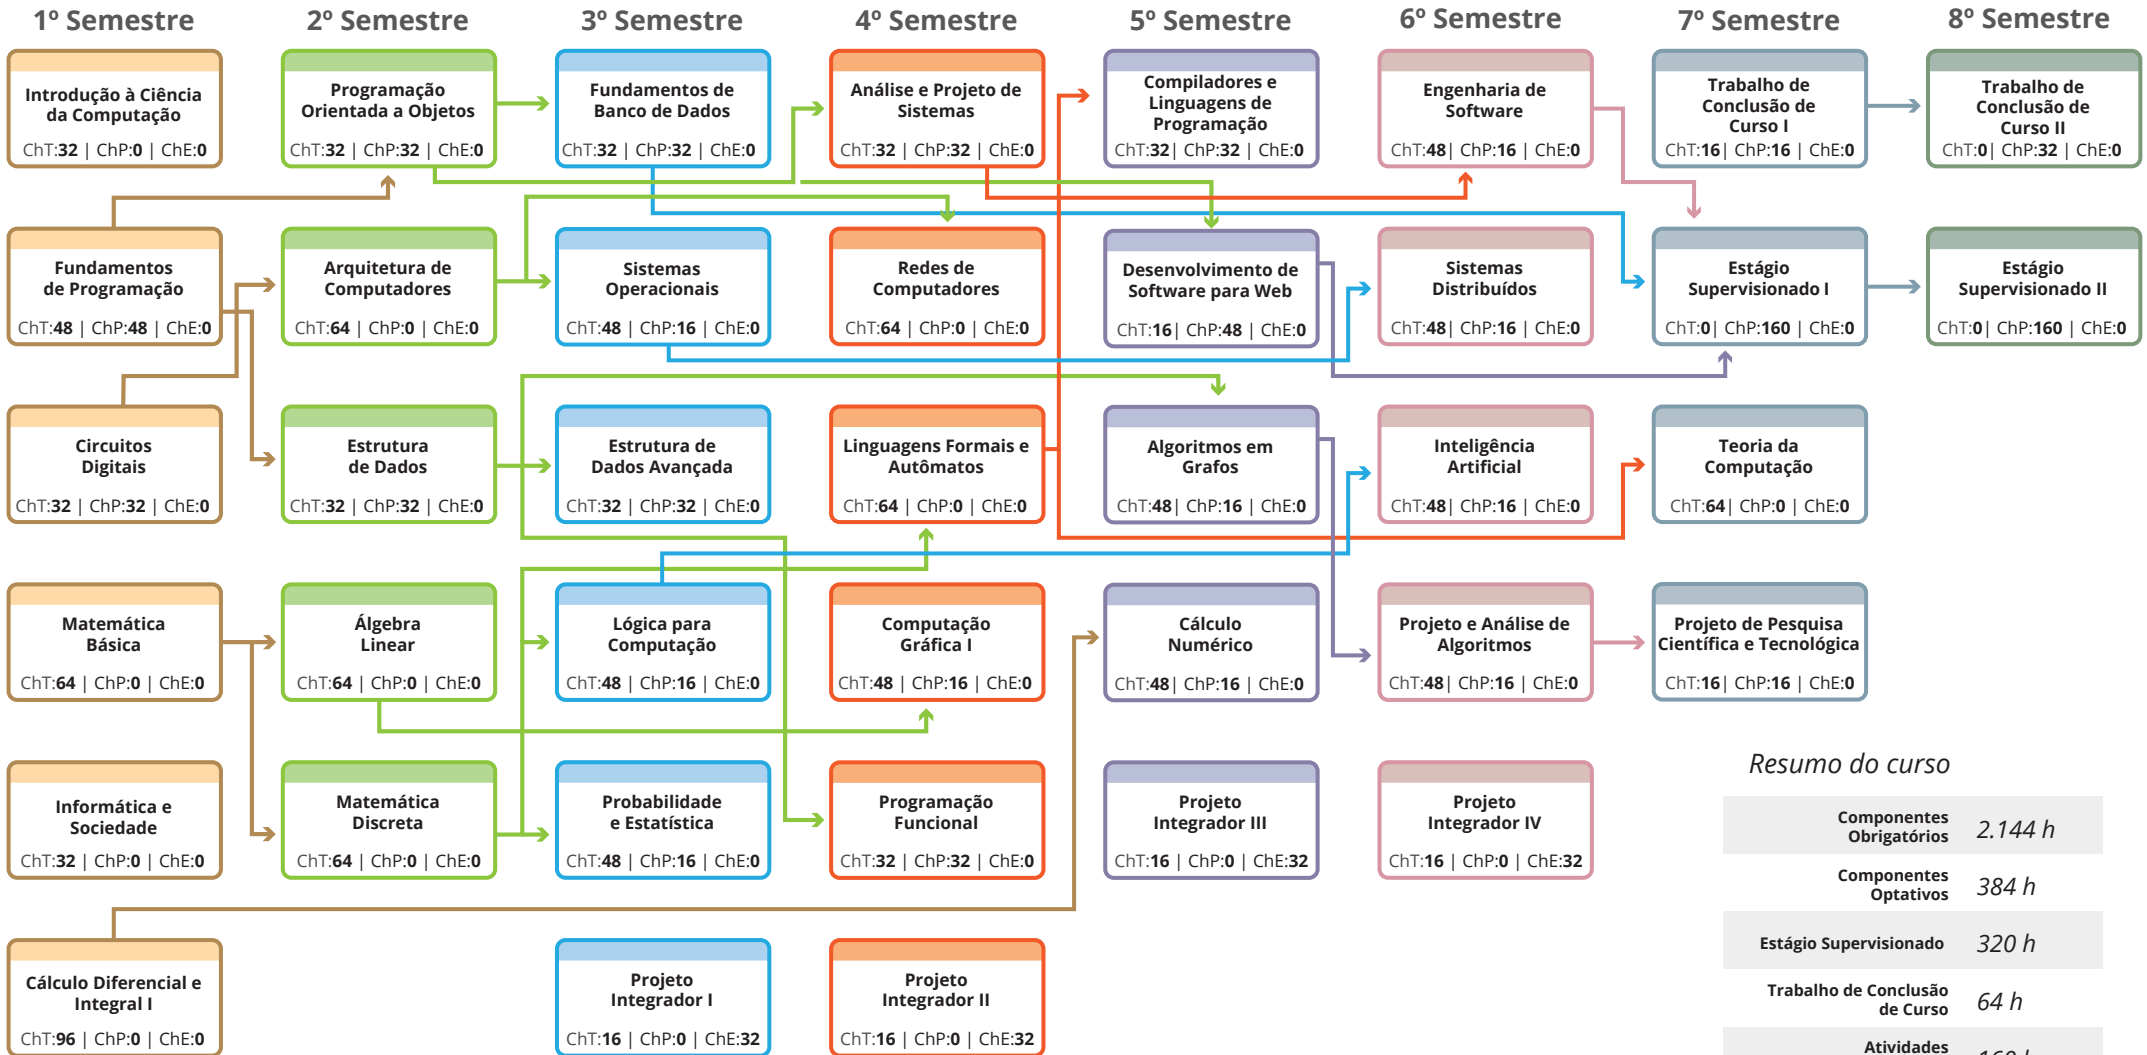 1º Semestre
2º Semestre
3º Semestre
4º Semestre
5º Semestre
6º Semestre
7º Semestre
8º Semestre
Introdução à Ciência
da Computação
ChT:32 | ChP:0 | ChE:0
Programação
Orientada a Objetos
ChT:32 | ChP:32 | ChE:0
Fundamentos de
Banco de Dados
ChT:32 | ChP:32 | ChE:0
Análise e Projeto de
Sistemas
ChT:32 | ChP:32 | ChE:0
Compiladores e
Linguagens de
Programação
ChT:32| ChP:32 | ChE:0
Engenharia de
Software
ChT:48| ChP:16 | ChE:0
Trabalho de
Conclusão de
Curso I
ChT:16| ChP:16 | ChE:0
Trabalho de
Conclusão de
Curso II
ChT:0| ChP:32 | ChE:0
Fundamentos
de Programação
ChT:48 | ChP:48 | ChE:0
Arquitetura de
Computadores
ChT:64 | ChP:0 | ChE:0
Sistemas
Operacionais
ChT:48 | ChP:16 | ChE:0
Redes de
Computadores
ChT:64 | ChP:0 | ChE:0
Desenvolvimento de
Software para Web
ChT:16| ChP:48 | ChE:0
Sistemas
Distribuídos
ChT:48| ChP:16 | ChE:0
Estágio
Supervisionado I
ChT:0| ChP:160 | ChE:0
Estágio
Supervisionado II
ChT:0| ChP:160 | ChE:0
Circuitos
Digitais
ChT:32 | ChP:32 | ChE:0
Estrutura
de Dados
ChT:32 | ChP:32 | ChE:0
Estrutura de
Dados Avançada
ChT:32 | ChP:32 | ChE:0
Linguagens Formais e
Autômatos
ChT:64 | ChP:0 | ChE:0
Algoritmos em
Grafos
ChT:48| ChP:16 | ChE:0
Inteligência
Artificial
ChT:48| ChP:16 | ChE:0
Teoria da
Computação
ChT:64| ChP:0 | ChE:0
Matemática
Básica
ChT:64 | ChP:0 | ChE:0
Álgebra
Linear
ChT:64 | ChP:0 | ChE:0
Lógica para
Computação
ChT:48 | ChP:16 | ChE:0
Computação
Gráfica I
ChT:48 | ChP:16 | ChE:0
Cálculo
Numérico
ChT:48| ChP:16 | ChE:0
Projeto e Análise de
Algoritmos
ChT:48| ChP:16 | ChE:0
Projeto de Pesquisa
Científica e Tecnológica
ChT:16| ChP:16 | ChE:0
Informática e
Sociedade
ChT:32 | ChP:0 | ChE:0
Matemática
Discreta
ChT:64 | ChP:0 | ChE:0
Probabilidade
e Estatística
ChT:48 | ChP:16 | ChE:0
Programação
Funcional
ChT:32 | ChP:32 | ChE:0
Projeto
Integrador III
ChT:16 | ChP:0 | ChE:32
Projeto
Integrador IV
ChT:16 | ChP:0 | ChE:32
Cálculo Diferencial e
Integral I
ChT:96 | ChP:0 | ChE:0
Projeto
Integrador I
ChT:16 | ChP:0 | ChE:32
Projeto
Integrador II
ChT:16 | ChP:0 | ChE:32
Resumo do curso
Componentes
Obrigatórios
2.144 h
Componentes
Optativos
384 h
Estágio Supervisionado
320 h
Trabalho de Conclusão
de Curso
64 h
Atividades